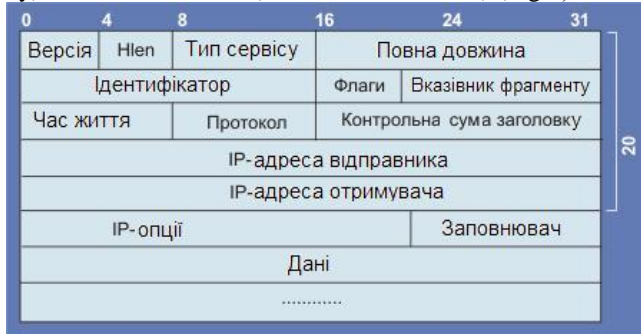 0 4 8 16 24 31
Версія Hlen Тип сервісу Повна довжина
Ідентифікатор Флаги Вказівник фрагменту
Час життя Протокол Контрольна сума заголовку
IP-адреса відправника
20
IP-адреса отримувача
IP-опції Заповнювач
Дані
............